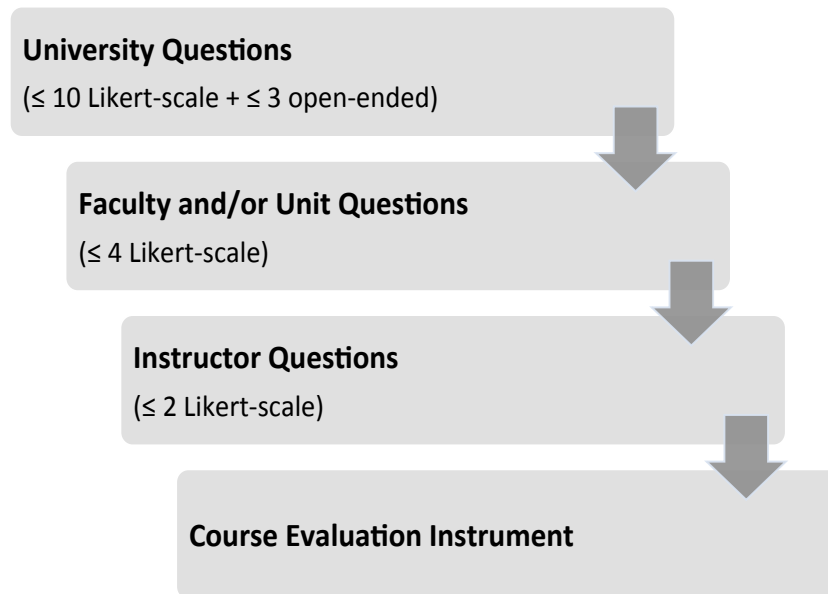 University Questions
(≤ 10 Likert-scale + ≤ 3 open-ended)
Faculty and/or Unit Questions
(≤ 4 Likert-scale)
Instructor Questions
(≤ 2 Likert-scale)
Course Evaluation Instrument